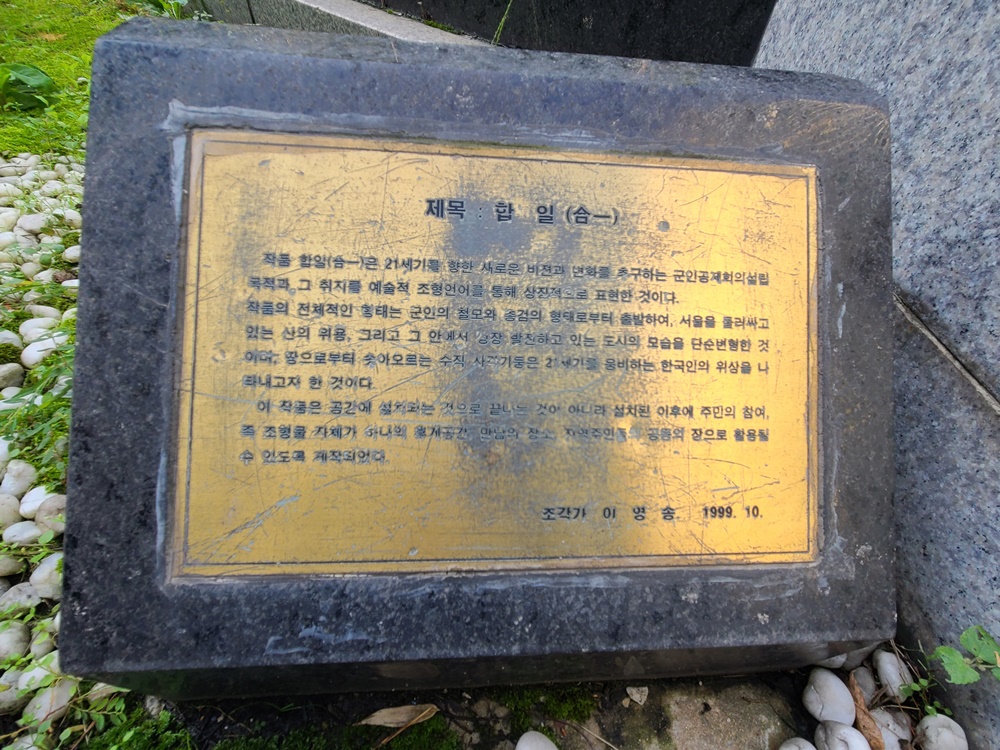 제목 : 합 일 (合一)
작품 합일(合一)은 21세기를 향한 새로운 비젼과 변화를 추구하는 군인공제회의설립
목적과 그 취지를 예술적 조형언어를 통해 상징적으로 표현한 것이다.
작품의 전체적인 형태는 군인의 철모와 총검의 형태로부터 출발하여, 서울을 둘러싸고
있는 산의 위용, 그리고 그 안에서 성장 발전하고 있는 도시의 모습을 단순변형한 것
이며, 땅으로부터 솟아오르는 수직 사각기둥은 21세기를 웅비하는 한국인의 위상을 나
타내고자 한 것이다.
이 작품은 공간에 설치되는 것으로 끝나는 것이 아니라 설치된 이후에 주민의 참여,
즉 조형물 자체가 하나의 공간, 만남의 장소, 지역주민들의 공동의 장으로 활용될
수 있도록 제작되었다.
조각가 이 영 송 1999. 10.